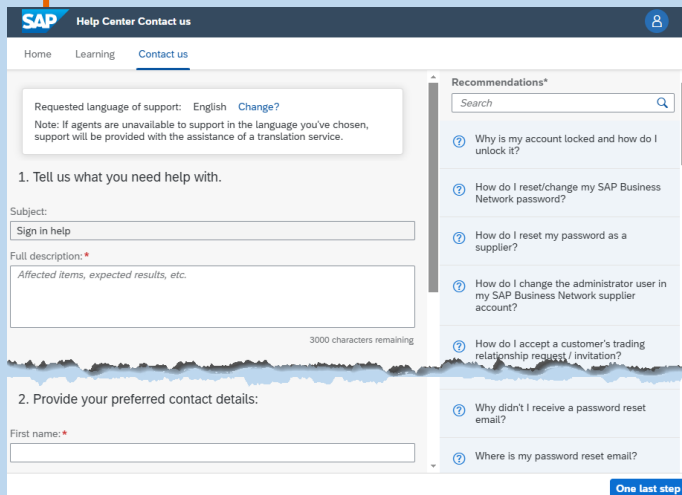 SAP Help Center Contact us
Home Learning Contact us
Requested language of support: English Change?
Note: If agents are unavailable to support in the language you've chosen,
support will be provided with the assistance of a translation service.
1. Tell us what you need help with.
Subject:
Sign in help
Full description: *
Affected items, expected results, etc.
3000 characters remaining
2. Provide your preferred contact details:
First name: *
Recommendations*
Search
Why is my account locked and how do I
unlock it?
How do I reset/change my SAP Business
Network password?
How do I reset my password as a
supplier?
How do I change the administrator user in
my SAP Business Network supplier
account?
How do I accept a customer's trading
relationship request / invitation?
Why didn't I receive a password reset
email?
Where is my password reset email?
One last step